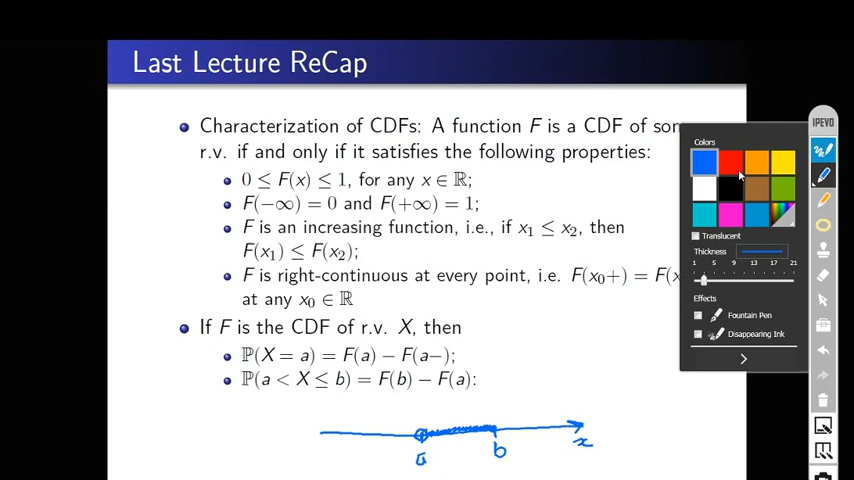 Last Lecture ReCap
Characterization of CDFs: A function F is a CDF of som
r.v. if and only if it satisfies the following properties:
0 ≤ F(x) ≤ 1, for any x ∈ ℝ;
F(−∞) = 0 and F(+∞) = 1;
F is an increasing function, i.e., if x₁ ≤ x₂, then
F(x₁) ≤ F(x₂);
F is right-continuous at every point, i.e. F(x₀+) = F(x
at any x₀ ∈ ℝ
If F is the CDF of r.v. X, then
ℙ(X = a) = F(a) − F(a−);
ℙ(a < X ≤ b) = F(b) − F(a):
a b x
IPEVO
Colors
Translucent
Thickness
1 5 9 13 17 21
Effects
Fountain Pen
Disappearing Ink